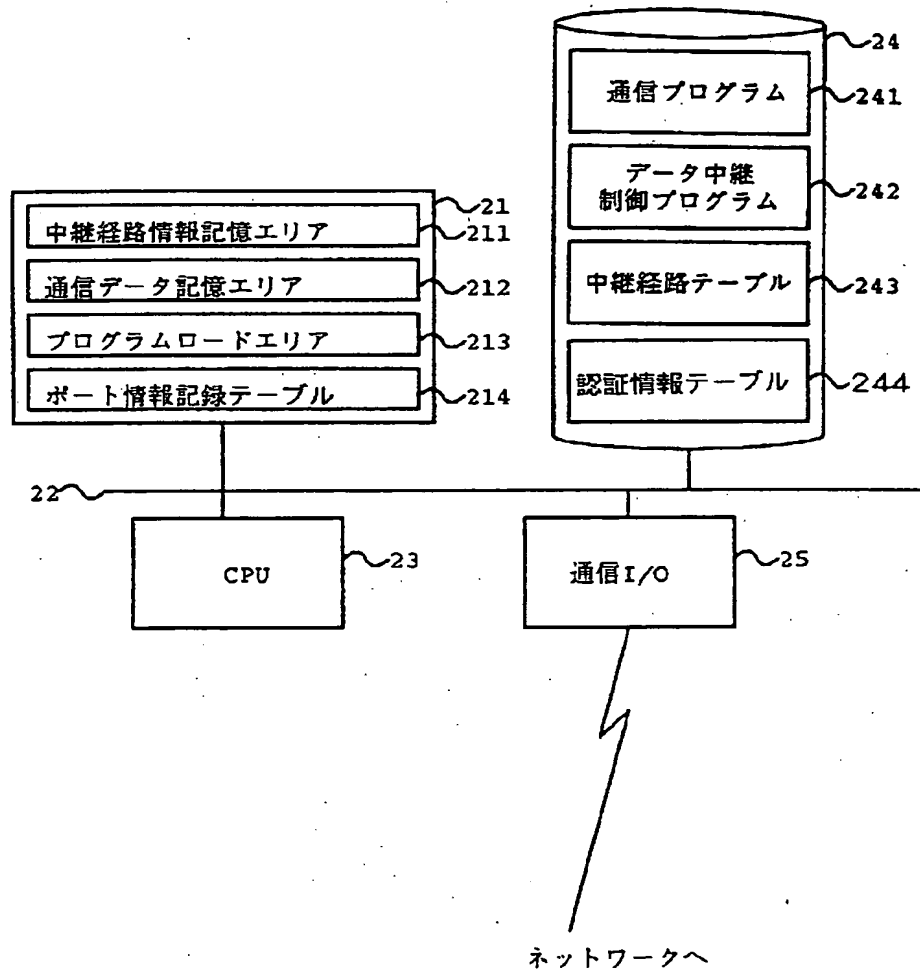 24
通信プログラム
241
データ中継
制御プログラム
242
21
中継経路情報記憶エリア
211
中継経路テーブル
243
通信データ記憶エリア
212
プログラムロードエリア
213
認証情報テーブル
244
ポート情報記録テーブル
214
22
CPU
23
通信I/O
25
ネットワークへ